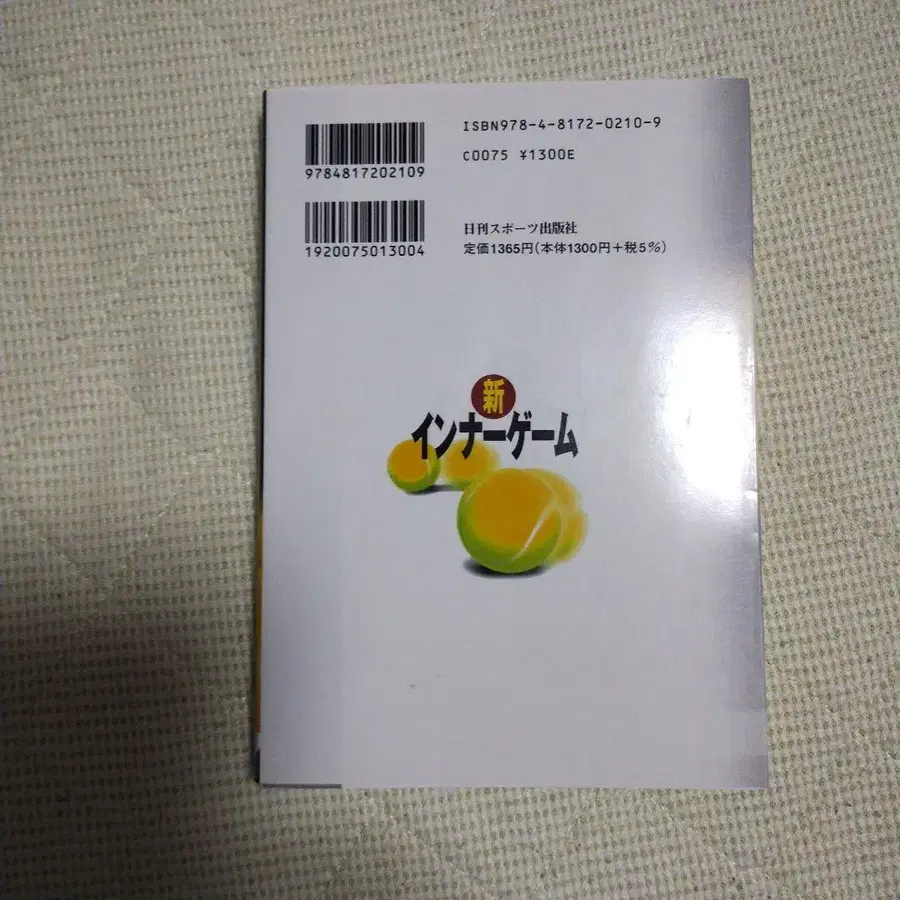 ISBN978-4-8172-0210-9
C0075 ¥1300E
9784817202109
1920075013004
日刊スポーツ出版社
定価1365円(本体1300円+税5%)
新
インナーゲーム